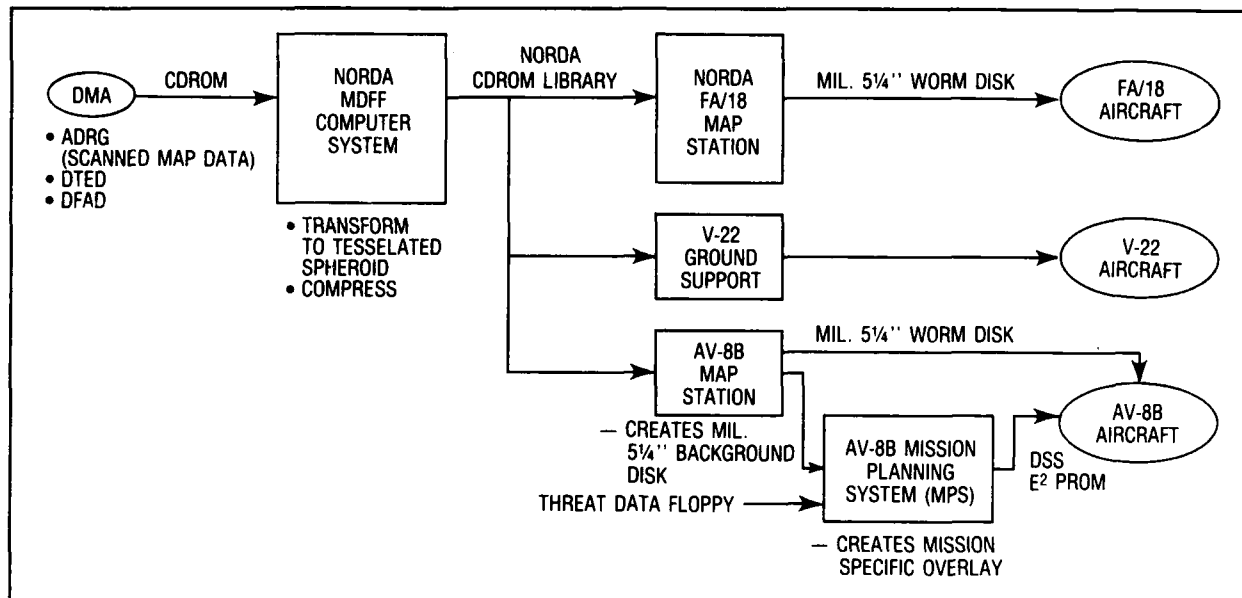 DMA
CDROM
• ADRG
(SCANNED MAP DATA)
• DTED
• DFAD
NORDA
MDFF
COMPUTER
SYSTEM
• TRANSFORM
TO TESSELATED
SPHEROID
• COMPRESS
NORDA
CDROM LIBRARY
NORDA
FA/18
MAP
STATION
MIL. 5¼'' WORM DISK
FA/18
AIRCRAFT
V-22
GROUND
SUPPORT
V-22
AIRCRAFT
AV-8B
MAP
STATION
MIL. 5¼'' WORM DISK
— CREATES MIL.
5¼'' BACKGROUND
DISK
THREAT DATA FLOPPY
AV-8B MISSION
PLANNING
SYSTEM (MPS)
— CREATES MISSION
SPECIFIC OVERLAY
DSS
E² PROM
AV-8B
AIRCRAFT